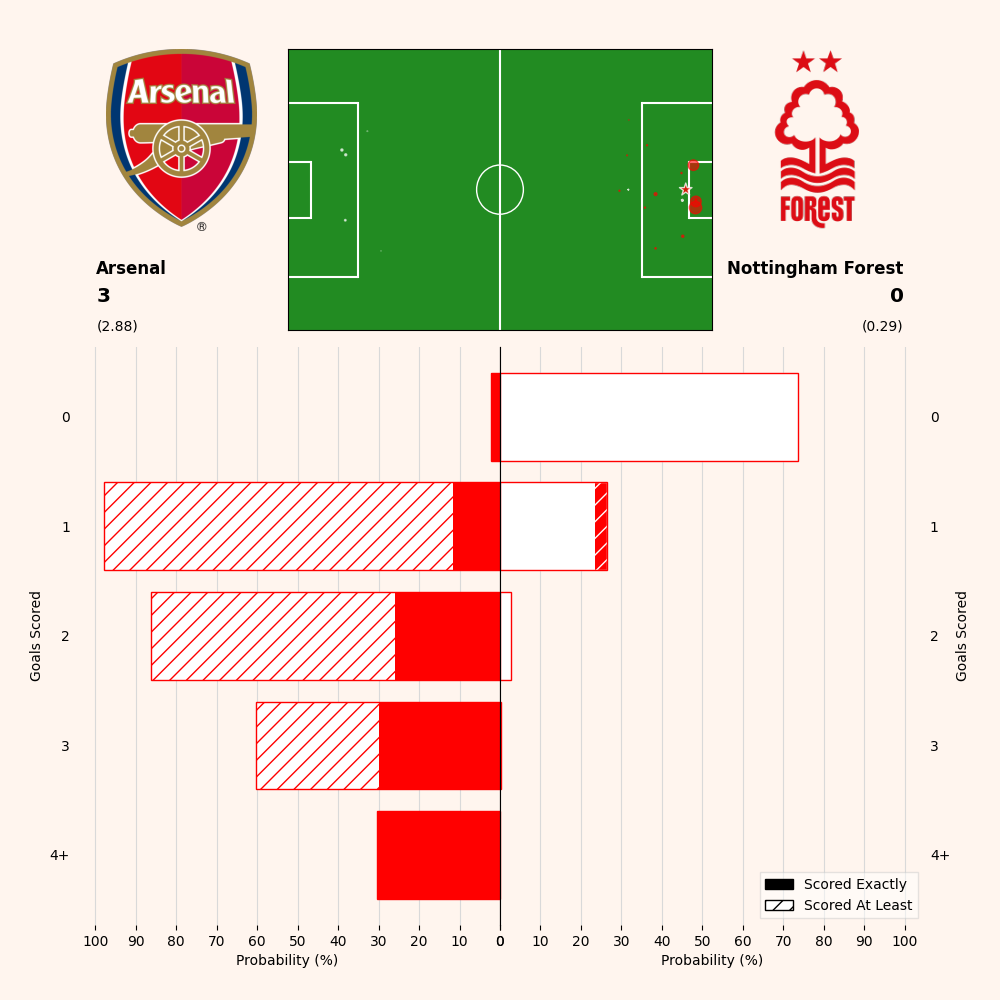 Arsenal
®
FOREST
Arsenal
3
(2.88)
Nottingham Forest
0
(0.29)
0
0
1
1
Goals Scored
2
2
Goals Scored
3
3
4+
4+
Scored Exactly
Scored At Least
100 90 80 70 60 50 40 30 20 10 0
0 10 20 30 40 50 60 70 80 90 100
Probability (%)
Probability (%)